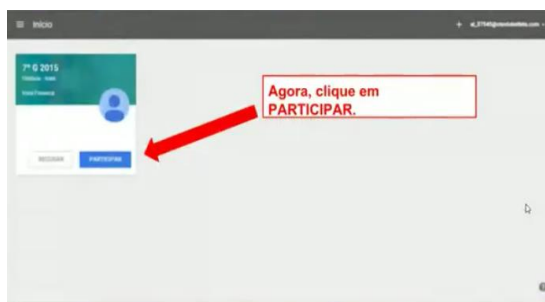 Início
7º G 2015
Agora, clique em
PARTICIPAR.
RECUSAR
PARTICIPAR